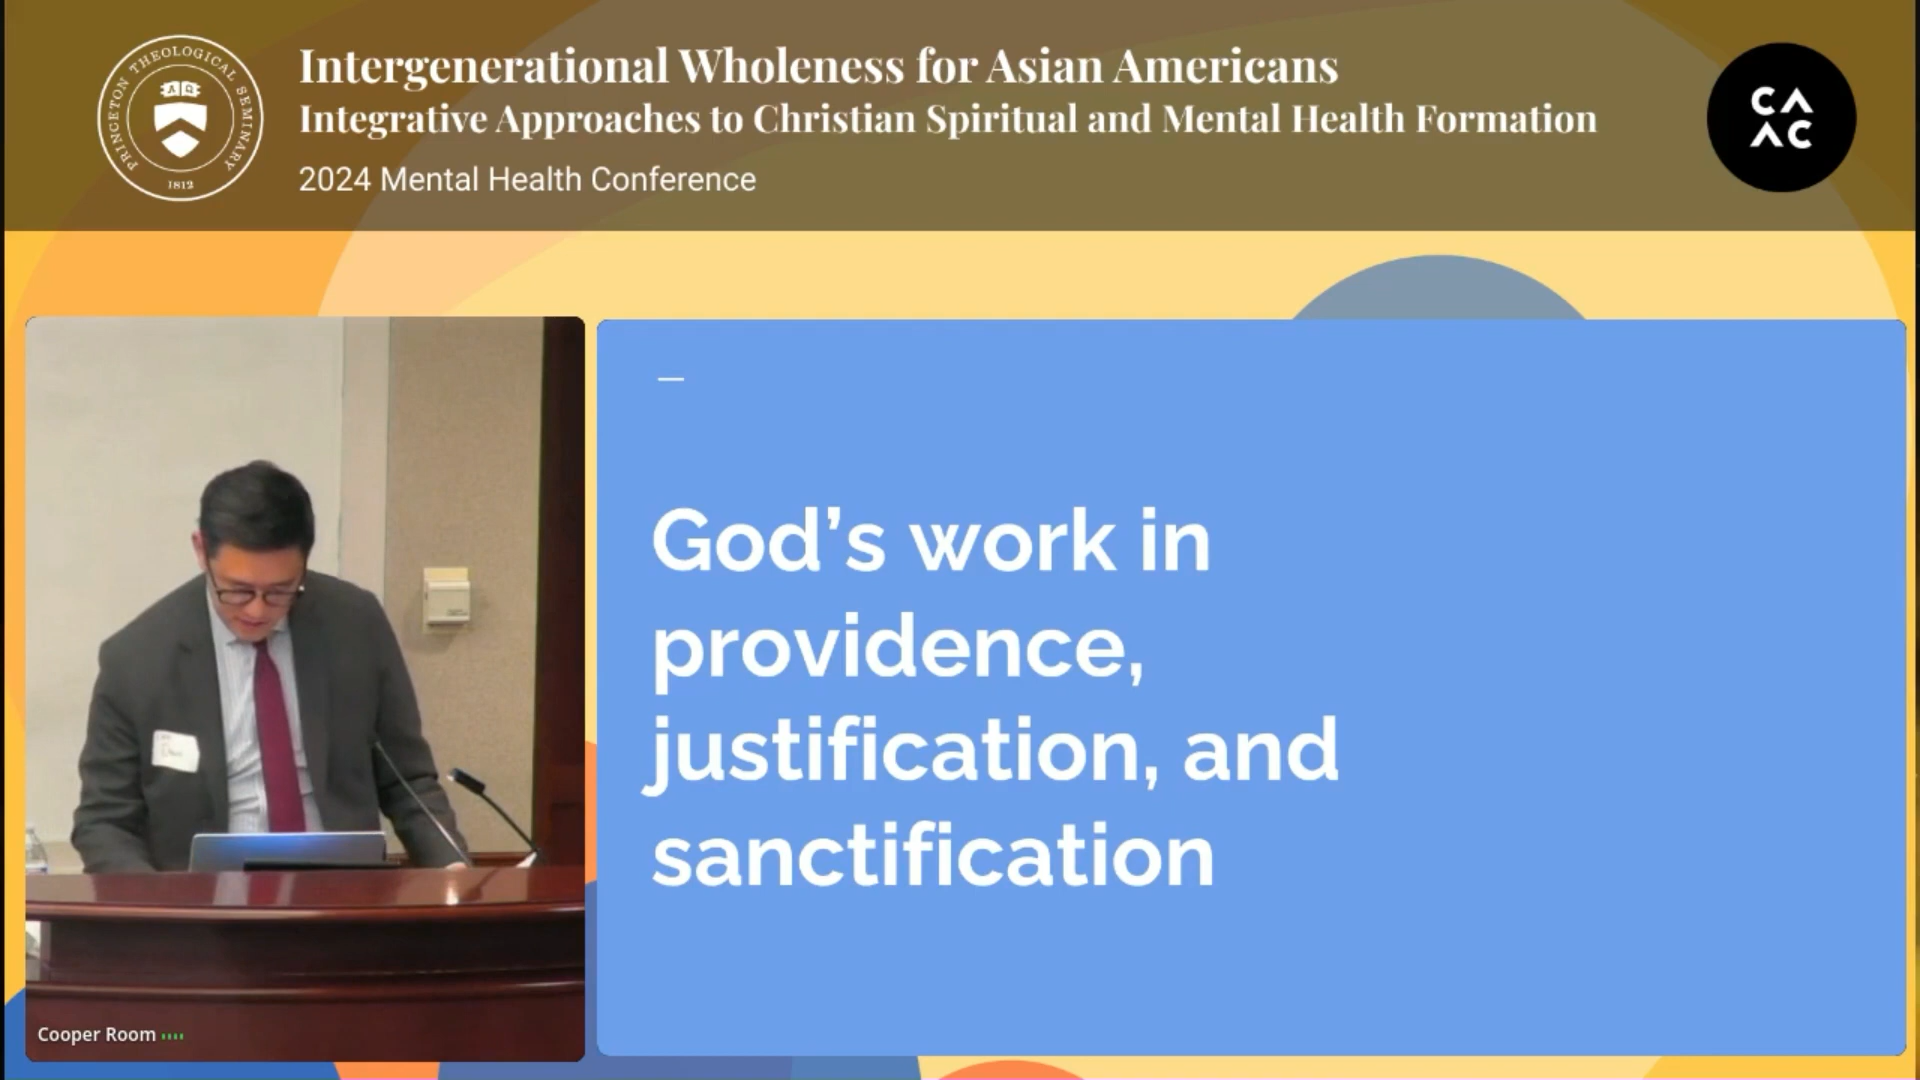 PRINCETON THEOLOGICAL SEMINARY
1812
Intergenerational Wholeness for Asian Americans
Integrative Approaches to Christian Spiritual and Mental Health Formation
2024 Mental Health Conference
CA
AC
God’s work in
providence,
justification, and
sanctification
Cooper Room